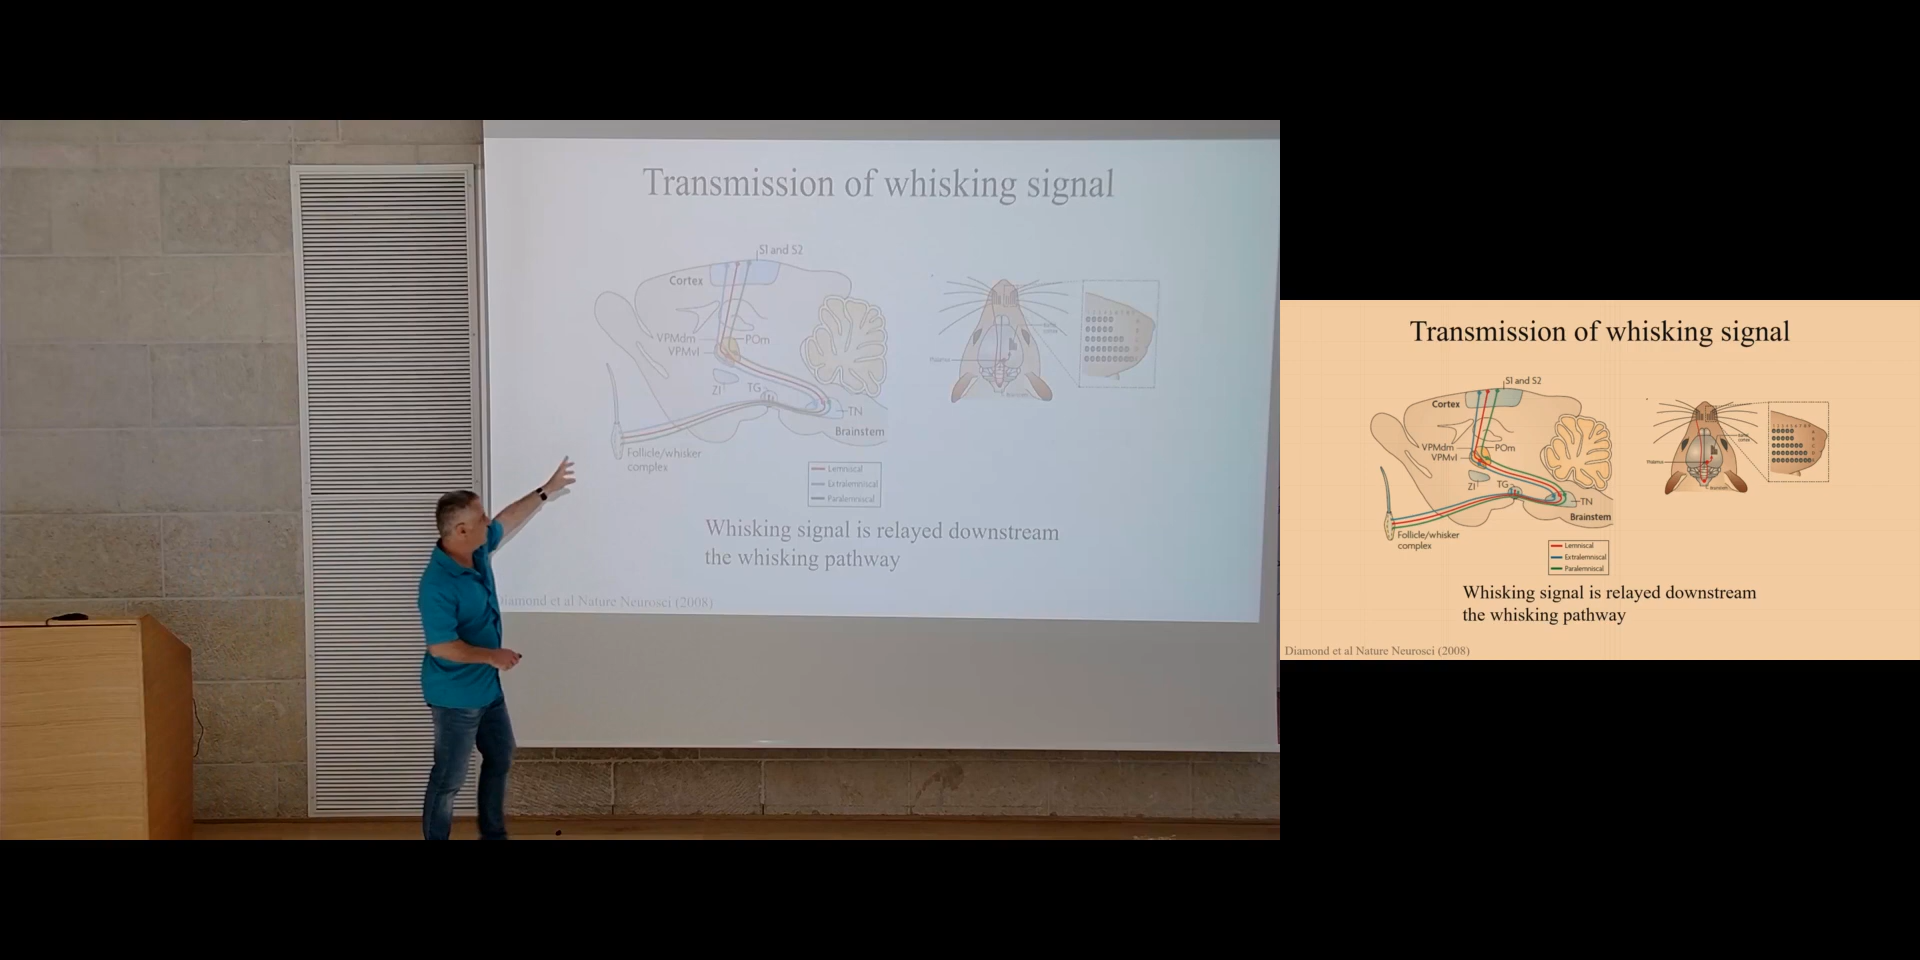 Transmission of whisking signal
S1 and S2
Cortex
VPMdm
POm
VPMvl
ZI
TG
TN
Brainstem
Follicle/whisker
complex
Lemniscal
Extralemniscal
Paralemniscal
Whisking signal is relayed downstream
the whisking pathway
iamond et al Nature Neurosci (2008)
Transmission of whisking signal
S1 and S2
Cortex
VPMdm
POm
VPMvl
ZI
TG
TN
Brainstem
Follicle/whisker
complex
Lemniscal
Extralemniscal
Paralemniscal
Whisking signal is relayed downstream
the whisking pathway
Diamond et al Nature Neurosci (2008)